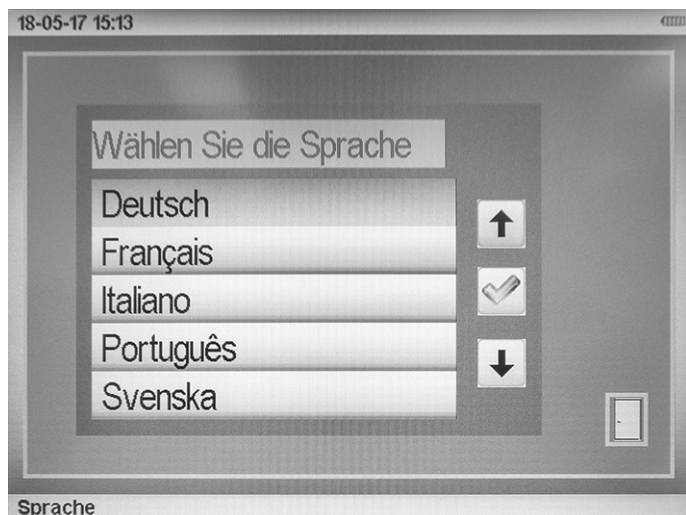 18-05-17 15:13
Wählen Sie die Sprache
Deutsch
Français
Italiano
Português
Svenska
Sprache